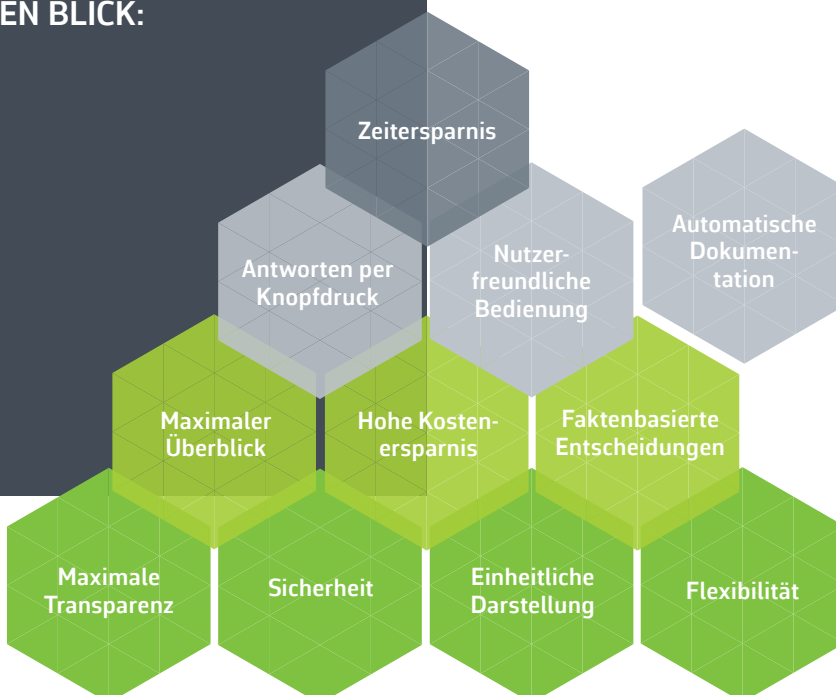 EN BLICK:
Zeitersparnis
Antworten per
Knopfdruck
Nutzer-
freundliche
Bedienung
Automatische
Dokumen-
tation
Maximaler
Überblick
Hohe Kosten-
ersparnis
Faktenbasierte
Entscheidungen
Maximale
Transparenz
Sicherheit
Einheitliche
Darstellung
Flexibilität